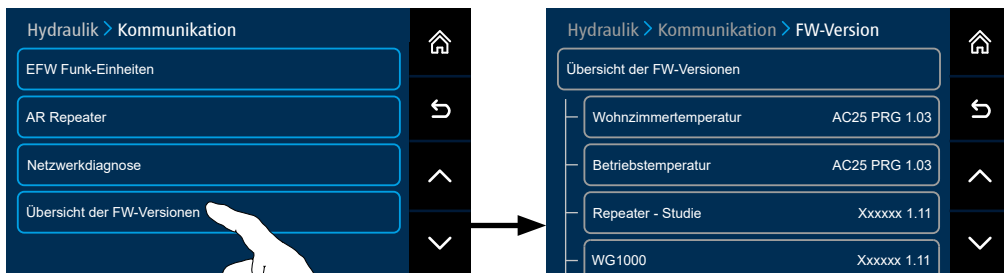 Hydraulik > Kommunikation
EFW Funk-Einheiten
AR Repeater
Netzwerkdiagnose
Übersicht der FW-Versionen
Hydraulik > Kommunikation > FW-Version
Übersicht der FW-Versionen
Wohnzimmertemperatur AC25 PRG 1.03
Betriebstemperatur AC25 PRG 1.03
Repeater - Studie Xxxxxx 1.11
WG1000 Xxxxxx 1.11